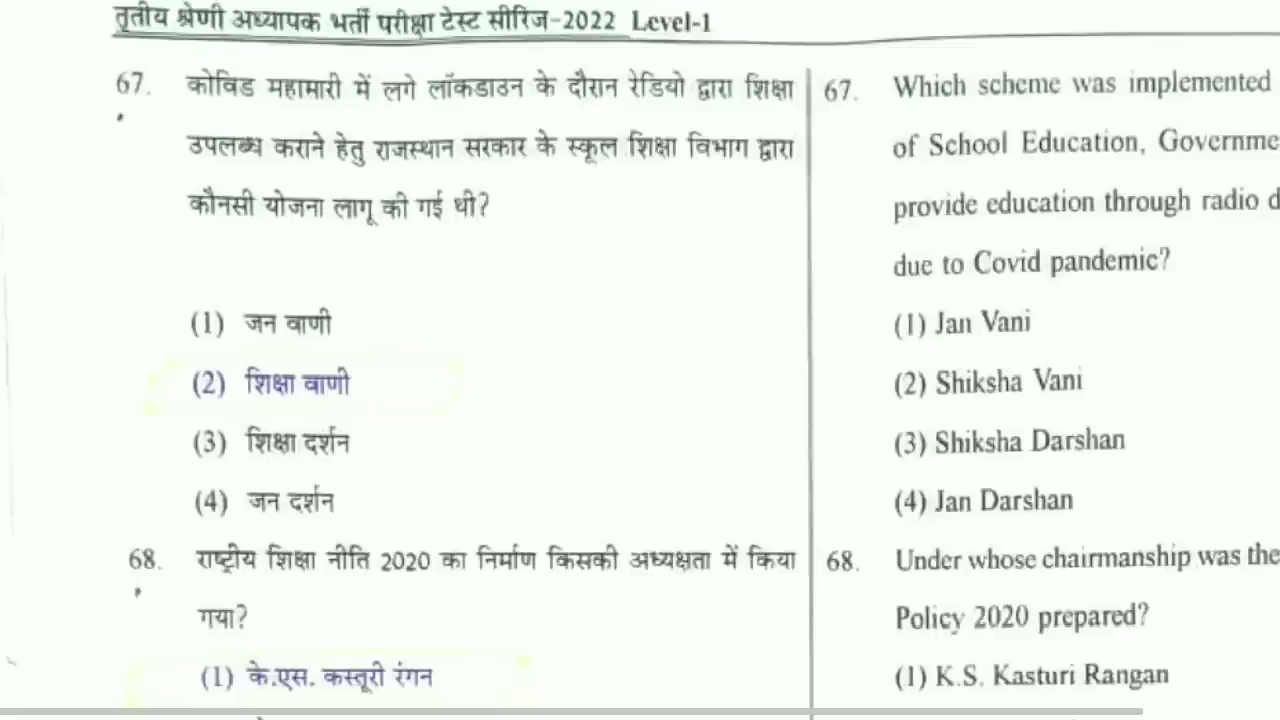 तृतीय श्रेणी अध्यापक भर्ती परीक्षा टेस्ट सीरिज-2022 Level-1
67. कोविड महामारी में लगे लॉकडाउन के दौरान रेडियो द्वारा शिक्षा
उपलब्ध कराने हेतु राजस्थान सरकार के स्कूल शिक्षा विभाग द्वारा
कौनसी योजना लागू की गई थी?
(1) जन वाणी
(2) शिक्षा वाणी
(3) शिक्षा दर्शन
(4) जन दर्शन
68. राष्ट्रीय शिक्षा नीति 2020 का निर्माण किसकी अध्यक्षता में किया
गया?
(1) के.एस. कस्तूरी रंगन
67. Which scheme was implemented
of School Education, Governme
provide education through radio d
due to Covid pandemic?
(1) Jan Vani
(2) Shiksha Vani
(3) Shiksha Darshan
(4) Jan Darshan
68. Under whose chairmanship was the
Policy 2020 prepared?
(1) K.S. Kasturi Rangan